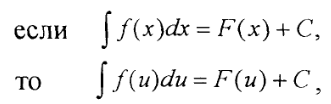 если ∫ f(x)dx = F(x) + C,
то ∫ f(u)du = F(u) + C ,